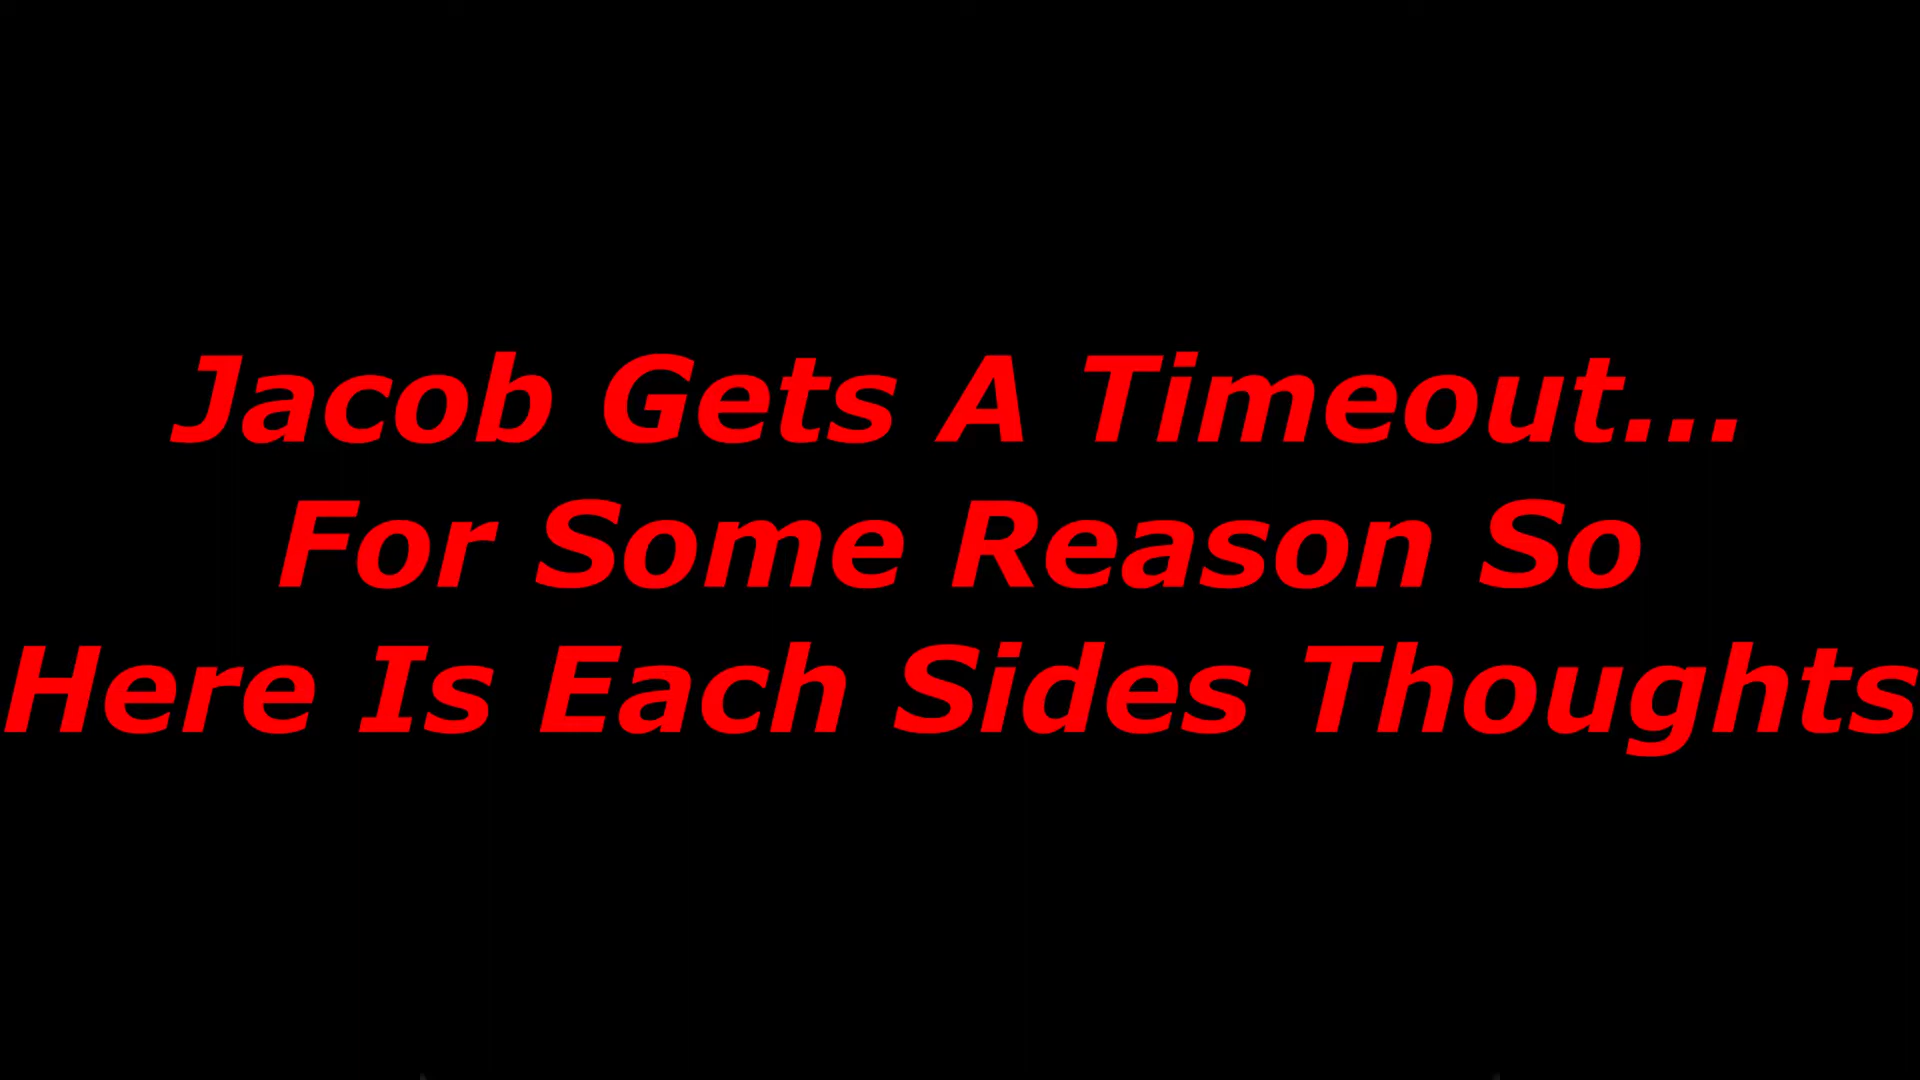 Jacob Gets A Timeout...
For Some Reason So
Here Is Each Sides Thoughts